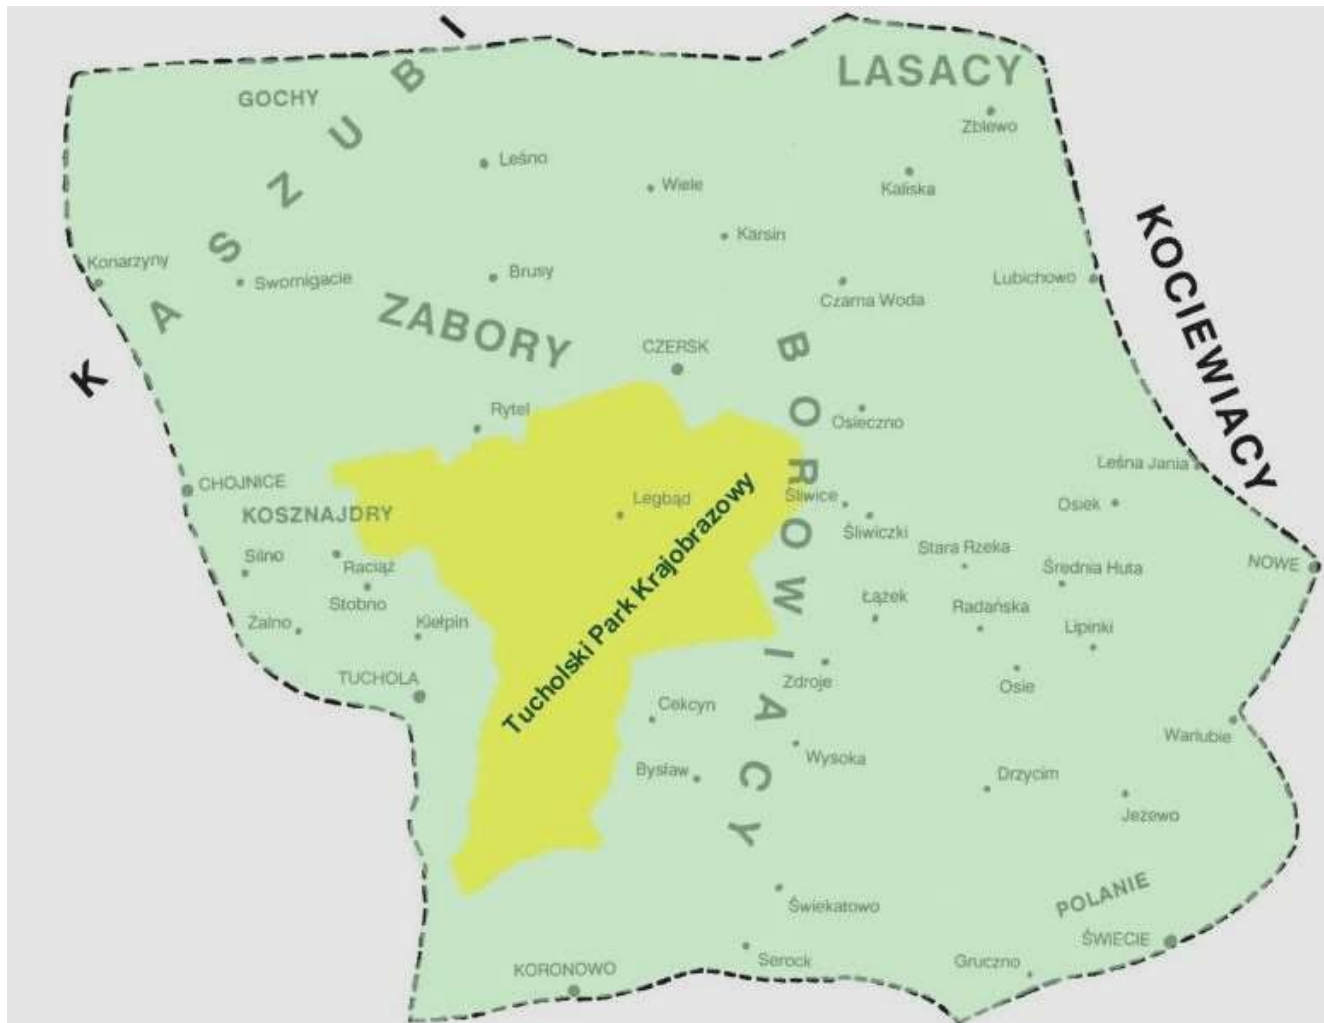 KASZUBI
LASACY
GOCHY
Zblewo
Leśno
Wiele
Kaliska
KOCIEWIACY
Karsin
Konarzyny
Swornigacie
Brusy
Lubichowo
Czarna Woda
ZABORY
CZERSK
BOROWIACY
Rytel
Osieczno
Leśna Jania
CHOJNICE
KOSZNAJDRY
Legbąd
Śliwice
Osiek
Śliwiczki
Silno
Raciąż
Stara Rzeka
Średnia Huta
NOWE
Stobno
Łążek
Radańska
Żalno
Kiełpin
Lipinki
Tucholski Park Krajobrazowy
TUCHOLA
Zdroje
Osie
Cekcyn
Warlubie
Wysoka
Bysław
Drzycim
Jeżewo
POLANIE
Świekatowo
ŚWIECIE
Serock
Gruczno
KORONOWO